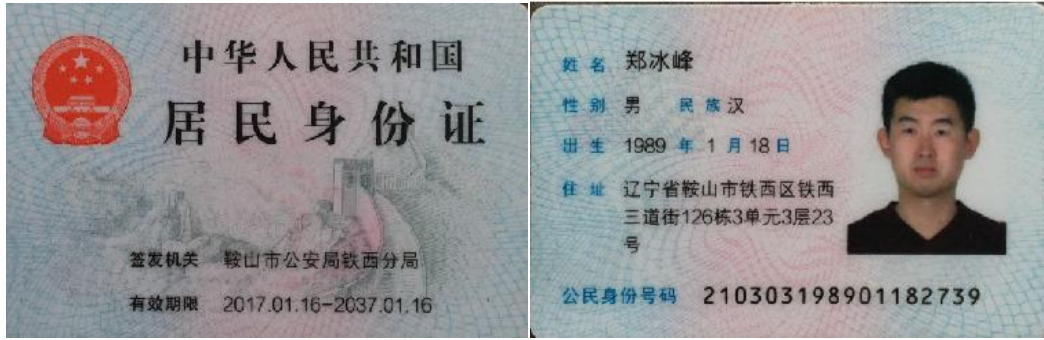 中华人民共和国
居民身份证
签发机关 鞍山市公安局铁西分局
有效期限 2017.01.16-2037.01.16
姓名 郑冰峰
性别 男 民族 汉
出生 1989 年 1 月 18 日
住址 辽宁省鞍山市铁西区铁西
三道街126栋3单元3层23
号
公民身份号码 210303198901182739